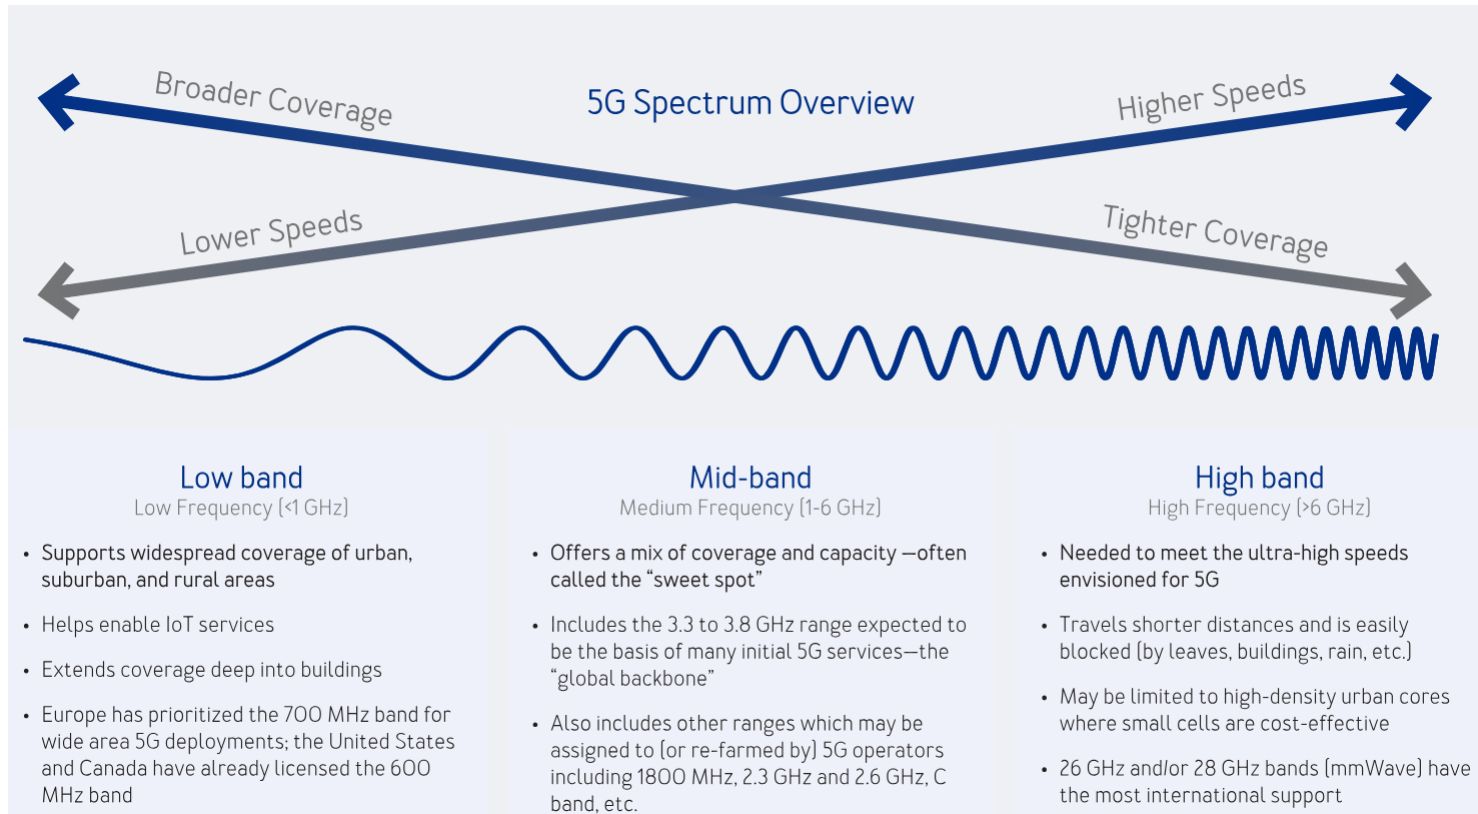 Broader Coverage
5G Spectrum Overview
Higher Speeds
Lower Speeds
Tighter Coverage
Low band
Low Frequency (<1 GHz)
• Supports widespread coverage of urban,
suburban, and rural areas
• Helps enable IoT services
• Extends coverage deep into buildings
• Europe has prioritized the 700 MHz band for
wide area 5G deployments; the United States
and Canada have already licensed the 600
MHz band
Mid-band
Medium Frequency (1-6 GHz)
• Offers a mix of coverage and capacity —often
called the “sweet spot”
• Includes the 3.3 to 3.8 GHz range expected to
be the basis of many initial 5G services—the
“global backbone”
• Also includes other ranges which may be
assigned to (or re-farmed by) 5G operators
including 1800 MHz, 2.3 GHz and 2.6 GHz, C
band, etc.
High band
High Frequency (>6 GHz)
• Needed to meet the ultra-high speeds
envisioned for 5G
• Travels shorter distances and is easily
blocked (by leaves, buildings, rain, etc.)
• May be limited to high-density urban cores
where small cells are cost-effective
• 26 GHz and/or 28 GHz bands (mmWave) have
the most international support